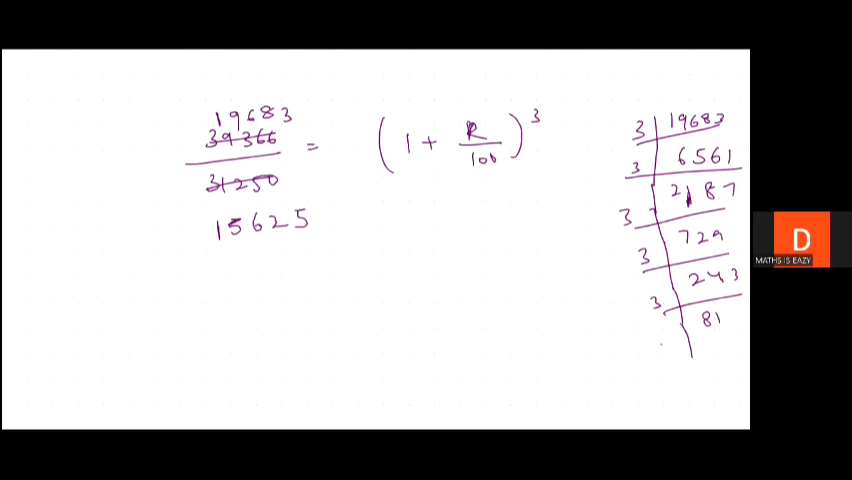 19683
39366 = ( 1 + R/100 )^3
31250
15625
3 | 19683
3 | 6561
3 | 2187
3 | 729
3 | 243
81
D
MATHS IS EAZY